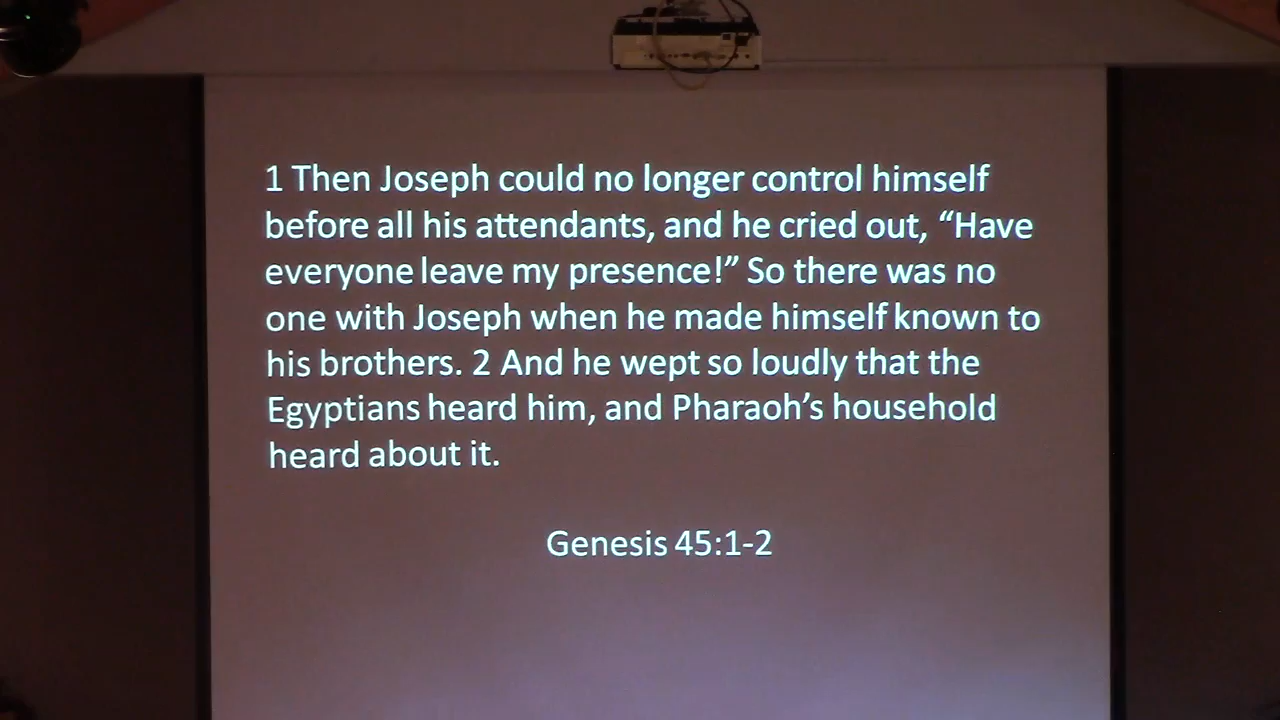 1 Then Joseph could no longer control himself
before all his attendants, and he cried out, “Have
everyone leave my presence!” So there was no
one with Joseph when he made himself known to
his brothers. 2 And he wept so loudly that the
Egyptians heard him, and Pharaoh’s household
heard about it.
Genesis 45:1-2